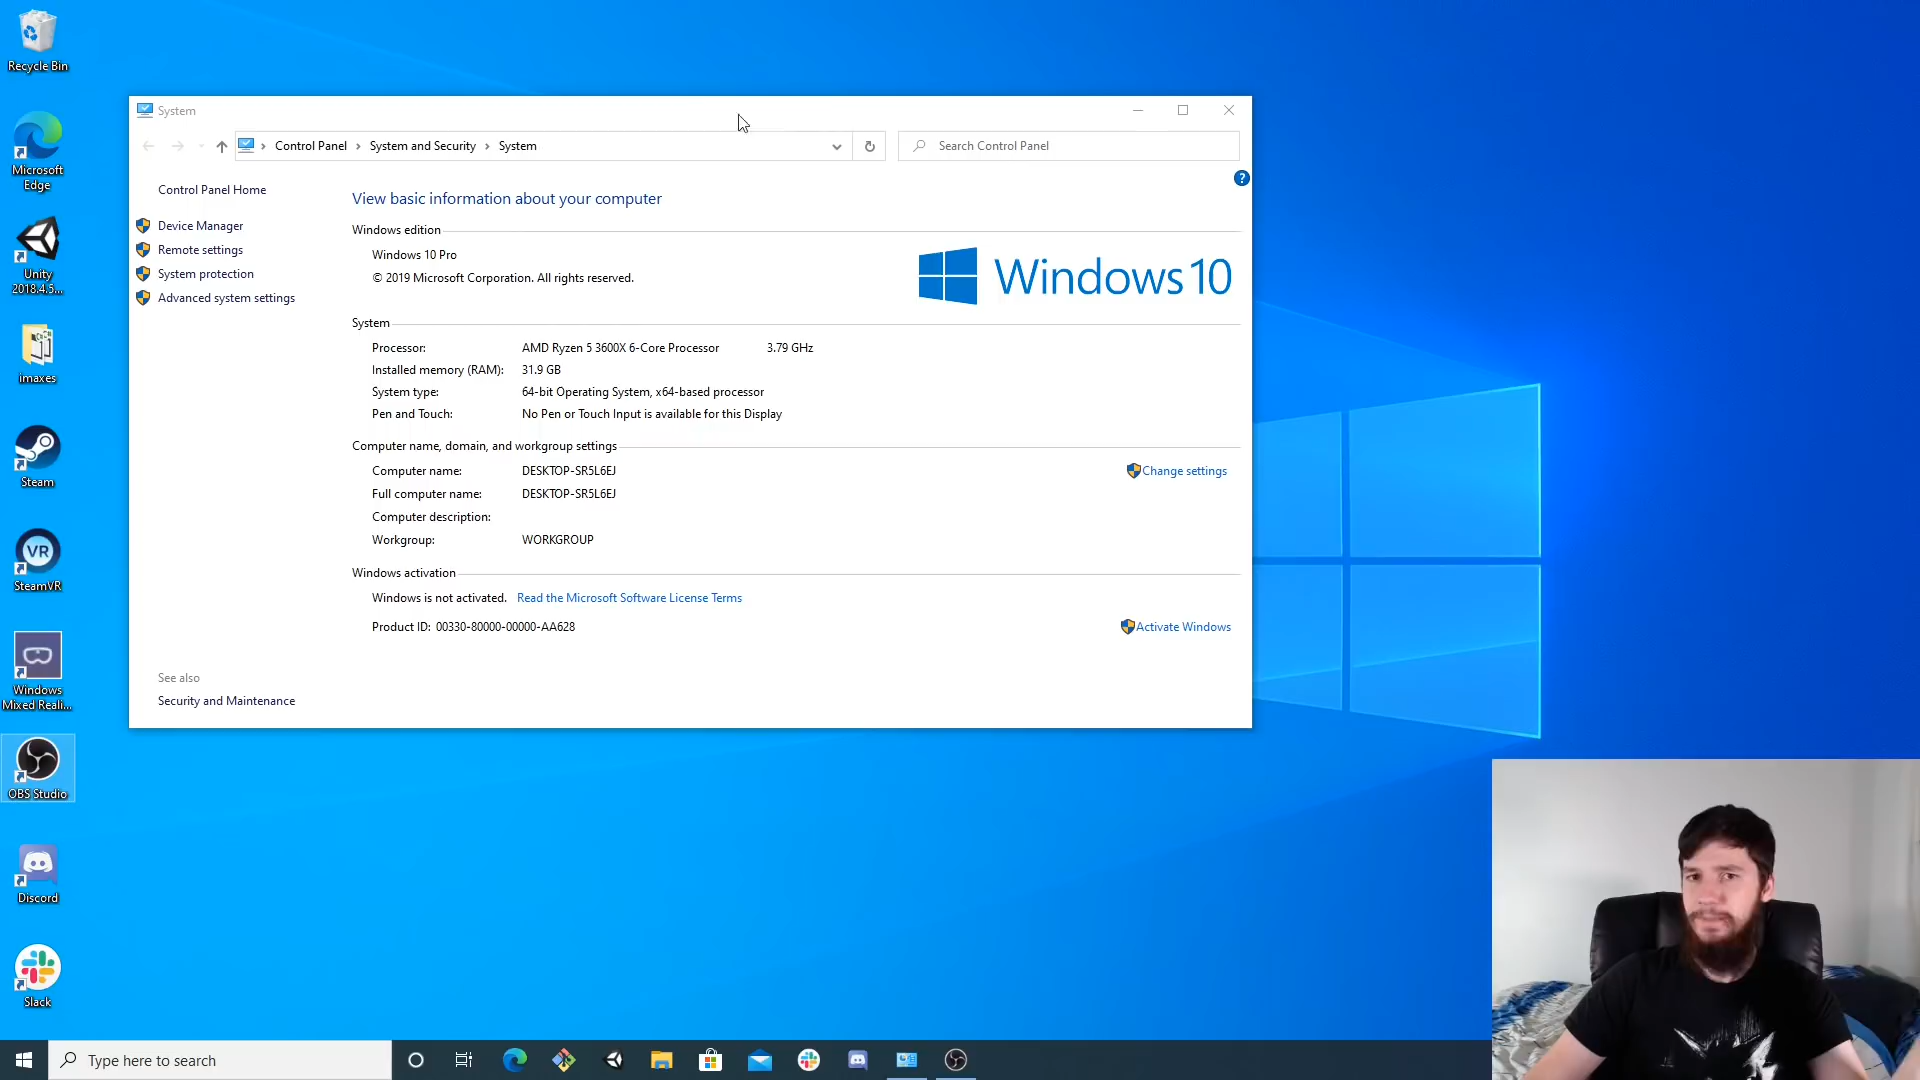 Recycle Bin
Microsoft
Edge
Unity
2018.4.5...
imaxes
Steam
VR
SteamVR
Windows
Mixed Reali...
OBS Studio
Discord
Slack
System
Control Panel › System and Security › System
Search Control Panel
?
Control Panel Home
Device Manager
Remote settings
System protection
Advanced system settings
See also
Security and Maintenance
View basic information about your computer
Windows edition
Windows 10 Pro
© 2019 Microsoft Corporation. All rights reserved.
Windows 10
System
Processor: AMD Ryzen 5 3600X 6-Core Processor 3.79 GHz
Installed memory (RAM): 31.9 GB
System type: 64-bit Operating System, x64-based processor
Pen and Touch: No Pen or Touch Input is available for this Display
Computer name, domain, and workgroup settings
Computer name: DESKTOP-SR5L6EJ Change settings
Full computer name: DESKTOP-SR5L6EJ
Computer description:
Workgroup: WORKGROUP
Windows activation
Windows is not activated. Read the Microsoft Software License Terms
Product ID: 00330-80000-00000-AA628 Activate Windows
Type here to search